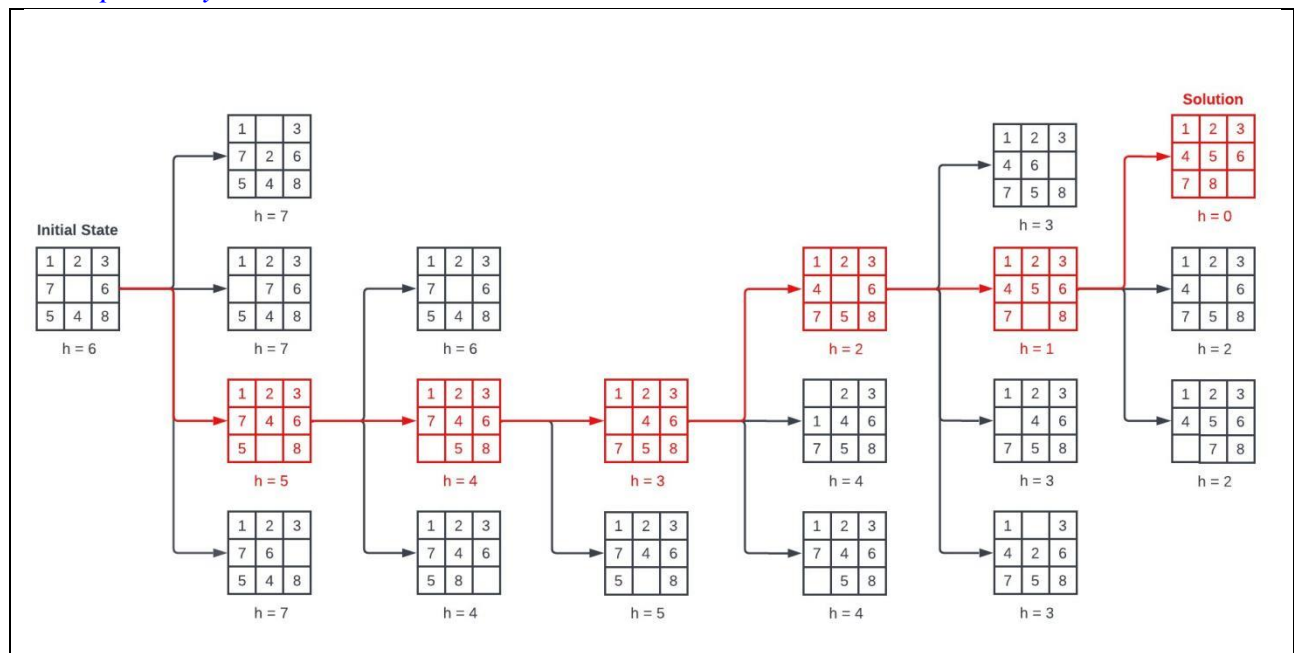 Initial State
1 2 3
7 6
5 4 8
h = 6
1 3
7 2 6
5 4 8
h = 7
1 2 3
7 6
5 4 8
h = 7
1 2 3
7 4 6
5 8
h = 5
1 2 3
7 6
5 4 8
h = 7
1 2 3
7 6
5 4 8
h = 6
1 2 3
7 4 6
5 8
h = 4
1 2 3
7 4 6
5 8
h = 4
1 2 3
4 6
7 5 8
h = 3
1 2 3
7 4 6
5 8
h = 5
1 2 3
4 6
7 5 8
h = 2
2 3
1 4 6
7 5 8
h = 4
1 2 3
7 4 6
5 8
h = 4
1 2 3
4 6
7 5 8
h = 3
1 2 3
4 5 6
7 8
h = 1
1 2 3
4 6
7 5 8
h = 3
1 3
4 2 6
7 5 8
h = 3
Solution
1 2 3
4 5 6
7 8
h = 0
1 2 3
4 6
7 5 8
h = 2
1 2 3
4 5 6
7 8
h = 2